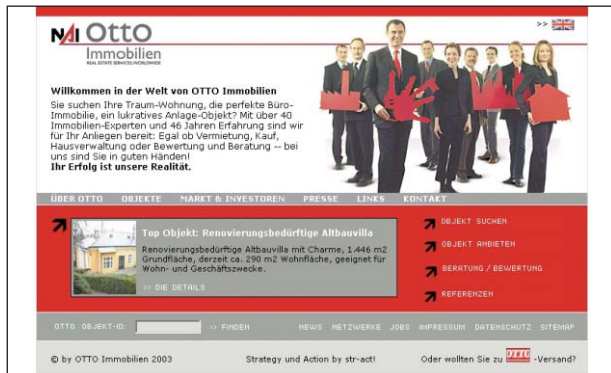 NAI Otto
Immobilien
REAL ESTATE SERVICES, WORLDWIDE
>>
Willkommen in der Welt von OTTO Immobilien
Sie suchen Ihre Traum-Wohnung, die perfekte Büro-
Immobilie, ein lukratives Anlage-Objekt? Mit über 40
Immobilien-Experten und 46 Jahren Erfahrung sind wir
für Ihr Anliegen bereit: Egal ob Vermietung, Kauf,
Hausverwaltung oder Bewertung und Beratung -- bei
uns sind Sie in guten Händen!
Ihr Erfolg ist unsere Realität.
ÜBER OTTO OBJEKTE MARKT & INVESTOREN PRESSE LINKS KONTAKT
Top Objekt: Renovierungsbedürftige Altbauvilla
Renovierungsbedürftige Altbauvilla mit Charme, 1.446 m2
Grundfläche, derzeit ca. 290 m2 Wohnfläche, geeignet für
Wohn- und Geschäftszwecke.
>> DIE DETAILS
OBJEKT SUCHEN
OBJEKT ANBIETEN
BERATUNG / BEWERTUNG
REFERENZEN
OTTO OBJEKT-ID: >> FINDEN NEWS NETZWERKE JOBS IMPRESSUM DATENSCHUTZ SITEMAP
© by OTTO Immobilien 2003 Strategy und Action by str-act! Oder wollten Sie zu OTTO -Versand?